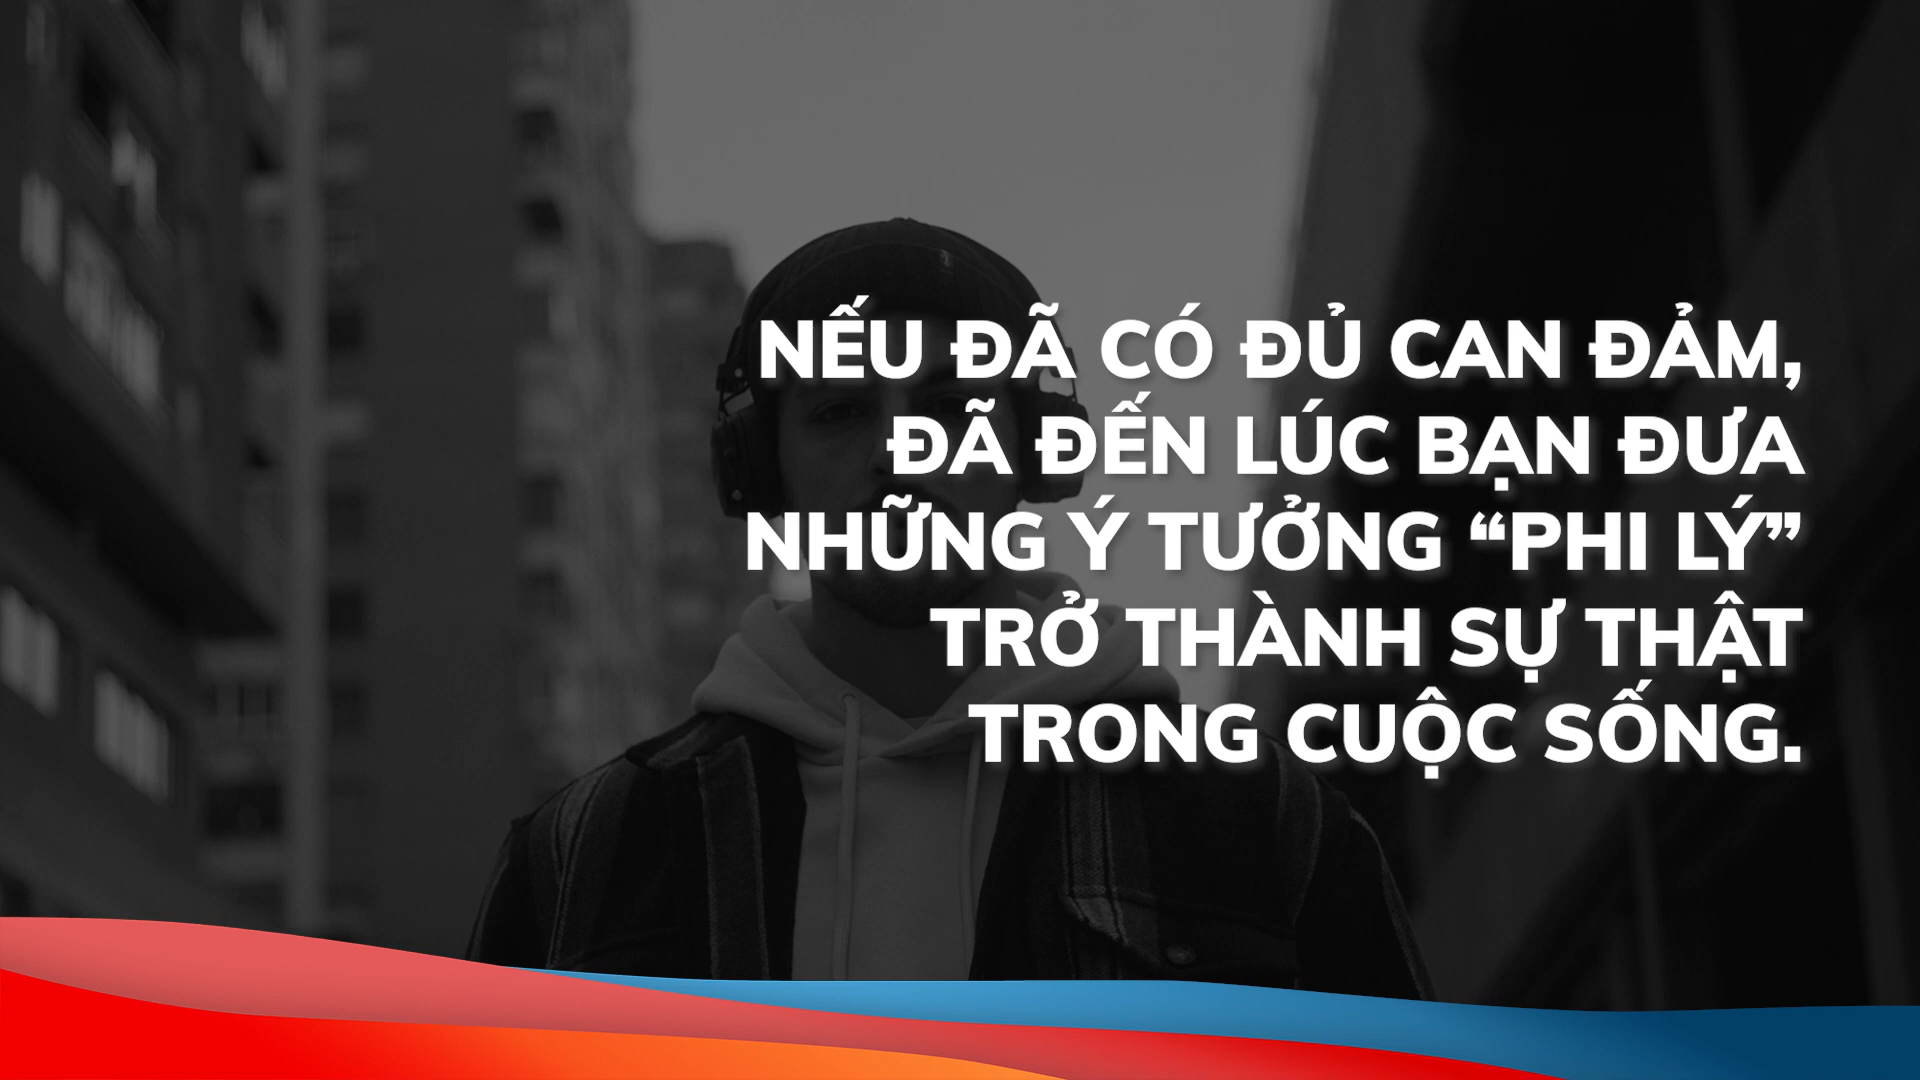 NẾU ĐÃ CÓ ĐỦ CAN ĐẢM,
ĐÃ ĐẾN LÚC BẠN ĐƯA
NHỮNG Ý TƯỞNG “PHI LÝ”
TRỞ THÀNH SỰ THẬT
TRONG CUỘC SỐNG.